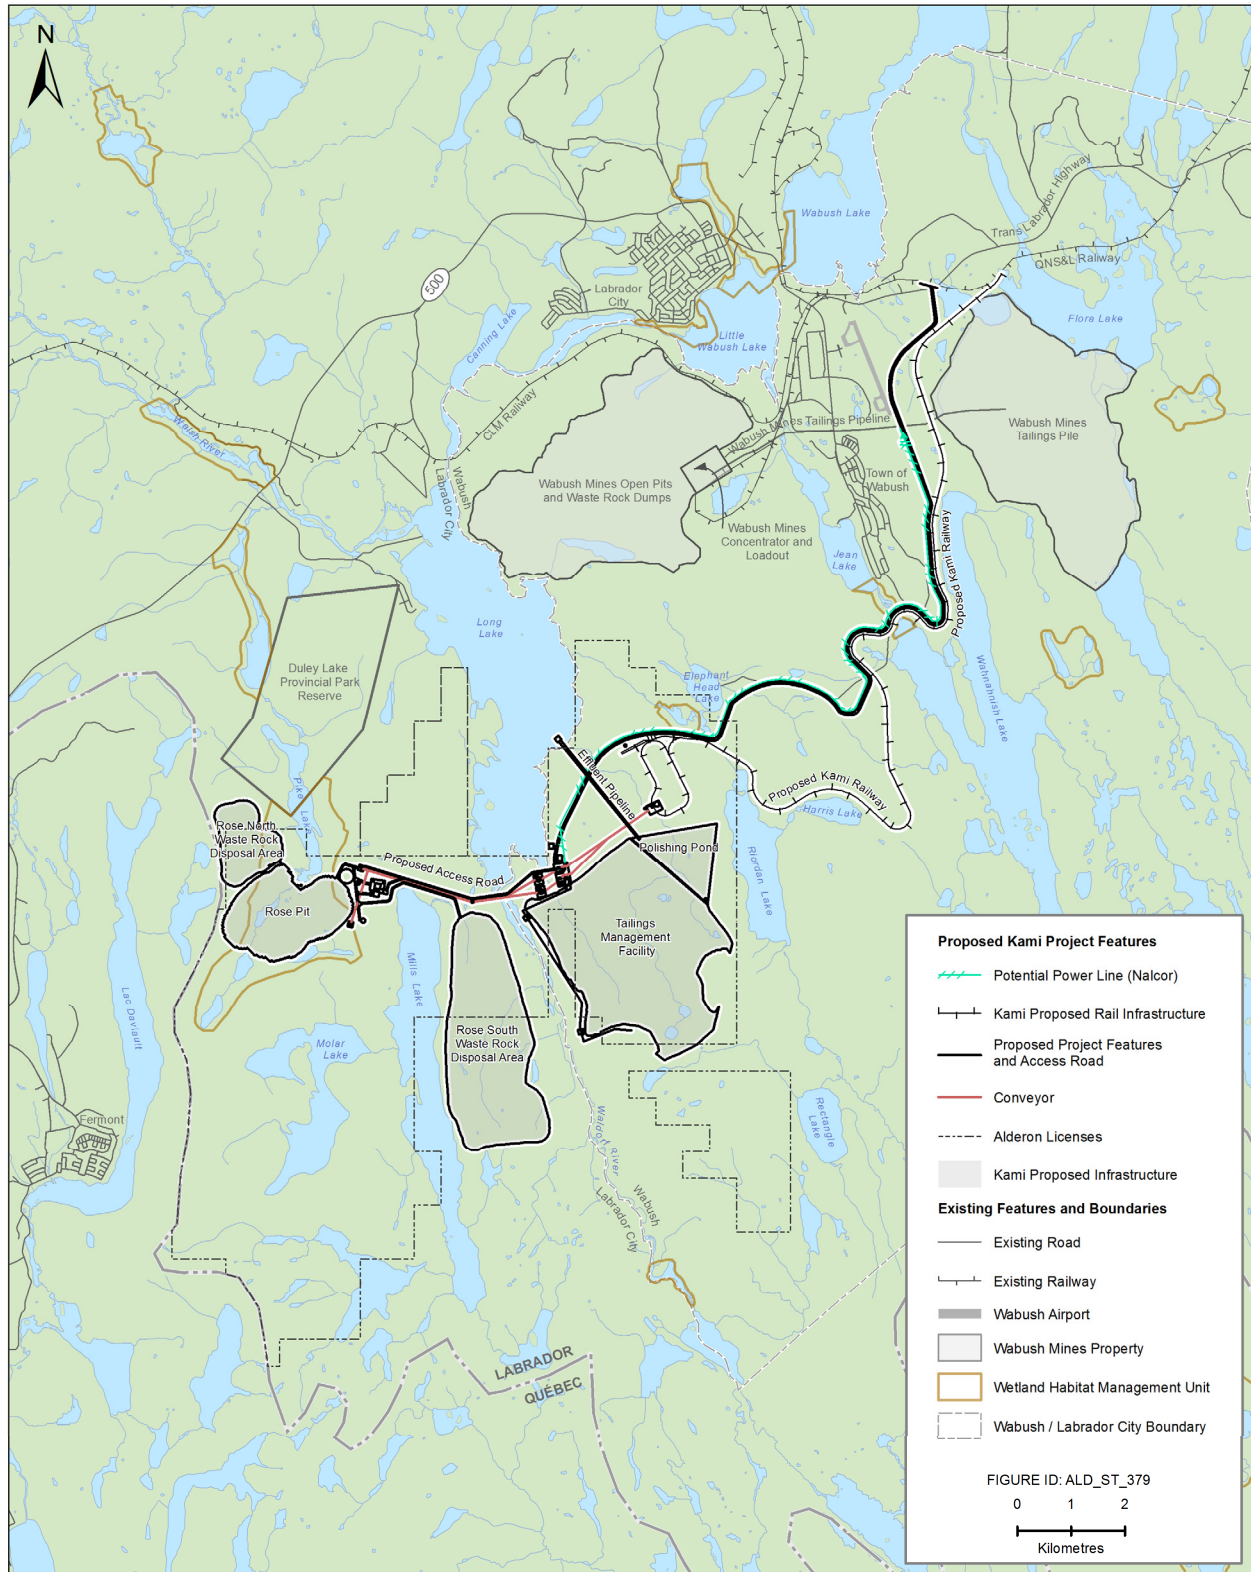 N
Wabush Lake
Trans Labrador Highway
QNS&L Railway
500
Labrador
City
Canning Lake
Little
Wabush Lake
Flora Lake
CLM Railway
Wabush Mines Tailings Pipeline
Wabush Mines
Tailings Pile
Walsh River
Wabush
Labrador City
Wabush Mines Open Pits
and Waste Rock Dumps
Town of
Wabush
Wabush Mines
Concentrator and
Loadout
Jean
Lake
Proposed Kami Railway
Long
Lake
Duley Lake
Provincial Park
Reserve
Elephant
Head
Lake
Wahnahnish Lake
Effluent Pipeline
Proposed Kami Railway
Harris Lake
Pike Lake
Rose North
Waste Rock
Disposal Area
Polishing Pond
Proposed Access Road
Riordan Lake
Rose Pit
Tailings
Management
Facility
Mills Lake
Lac Daviault
Molar
Lake
Rose South
Waste Rock
Disposal Area
Rectangle
Lake
Fermont
Waldorf River
Wabush
Labrador City
LABRADOR
QUÉBEC
Proposed Kami Project Features
Potential Power Line (Nalcor)
Kami Proposed Rail Infrastructure
Proposed Project Features
and Access Road
Conveyor
Alderon Licenses
Kami Proposed Infrastructure
Existing Features and Boundaries
Existing Road
Existing Railway
Wabush Airport
Wabush Mines Property
Wetland Habitat Management Unit
Wabush / Labrador City Boundary
FIGURE ID: ALD_ST_379
0 1 2
Kilometres